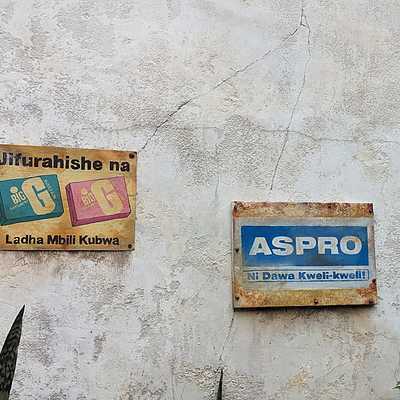 Jifurahishe na
BIG G
BIG G
Ladha Mbili Kubwa
ASPRO
Ni Dawa Kweli-kweli!